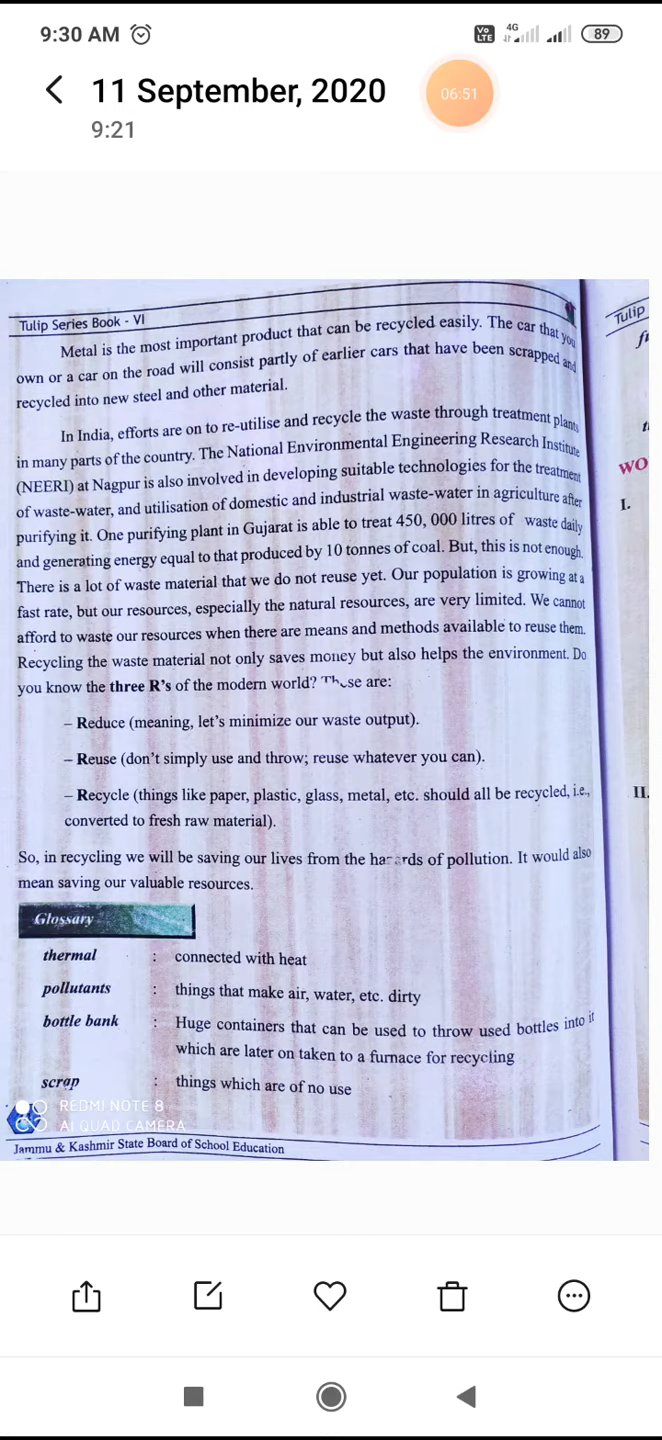 9:30 AM
Vo LTE 4G 89
11 September, 2020
06:51
9:21
Tulip Series Book - VI
Metal is the most important product that can be recycled easily. The car that you
own or a car on the road will consist partly of earlier cars that have been scrapped and
recycled into new steel and other material.
In India, efforts are on to re-utilise and recycle the waste through treatment plants
in many parts of the country. The National Environmental Engineering Research Institute
(NEERI) at Nagpur is also involved in developing suitable technologies for the treatment
of waste-water, and utilisation of domestic and industrial waste-water in agriculture after
purifying it. One purifying plant in Gujarat is able to treat 450, 000 litres of waste daily
and generating energy equal to that produced by 10 tonnes of coal. But, this is not enough.
There is a lot of waste material that we do not reuse yet. Our population is growing at a
fast rate, but our resources, especially the natural resources, are very limited. We cannot
afford to waste our resources when there are means and methods available to reuse them.
Recycling the waste material not only saves money but also helps the environment. Do
you know the three R's of the modern world? These are:
– Reduce (meaning, let's minimize our waste output).
– Reuse (don't simply use and throw; reuse whatever you can).
– Recycle (things like paper, plastic, glass, metal, etc. should all be recycled, i.e.,
converted to fresh raw material).
So, in recycling we will be saving our lives from the hazards of pollution. It would also
mean saving our valuable resources.
Glossary
thermal : connected with heat
pollutants : things that make air, water, etc. dirty
bottle bank : Huge containers that can be used to throw used bottles into it
which are later on taken to a furnace for recycling
scrap : things which are of no use
REDMI NOTE 8
AI QUAD CAMERA
Jammu & Kashmir State Board of School Education
Tulip
WO
I.
II.